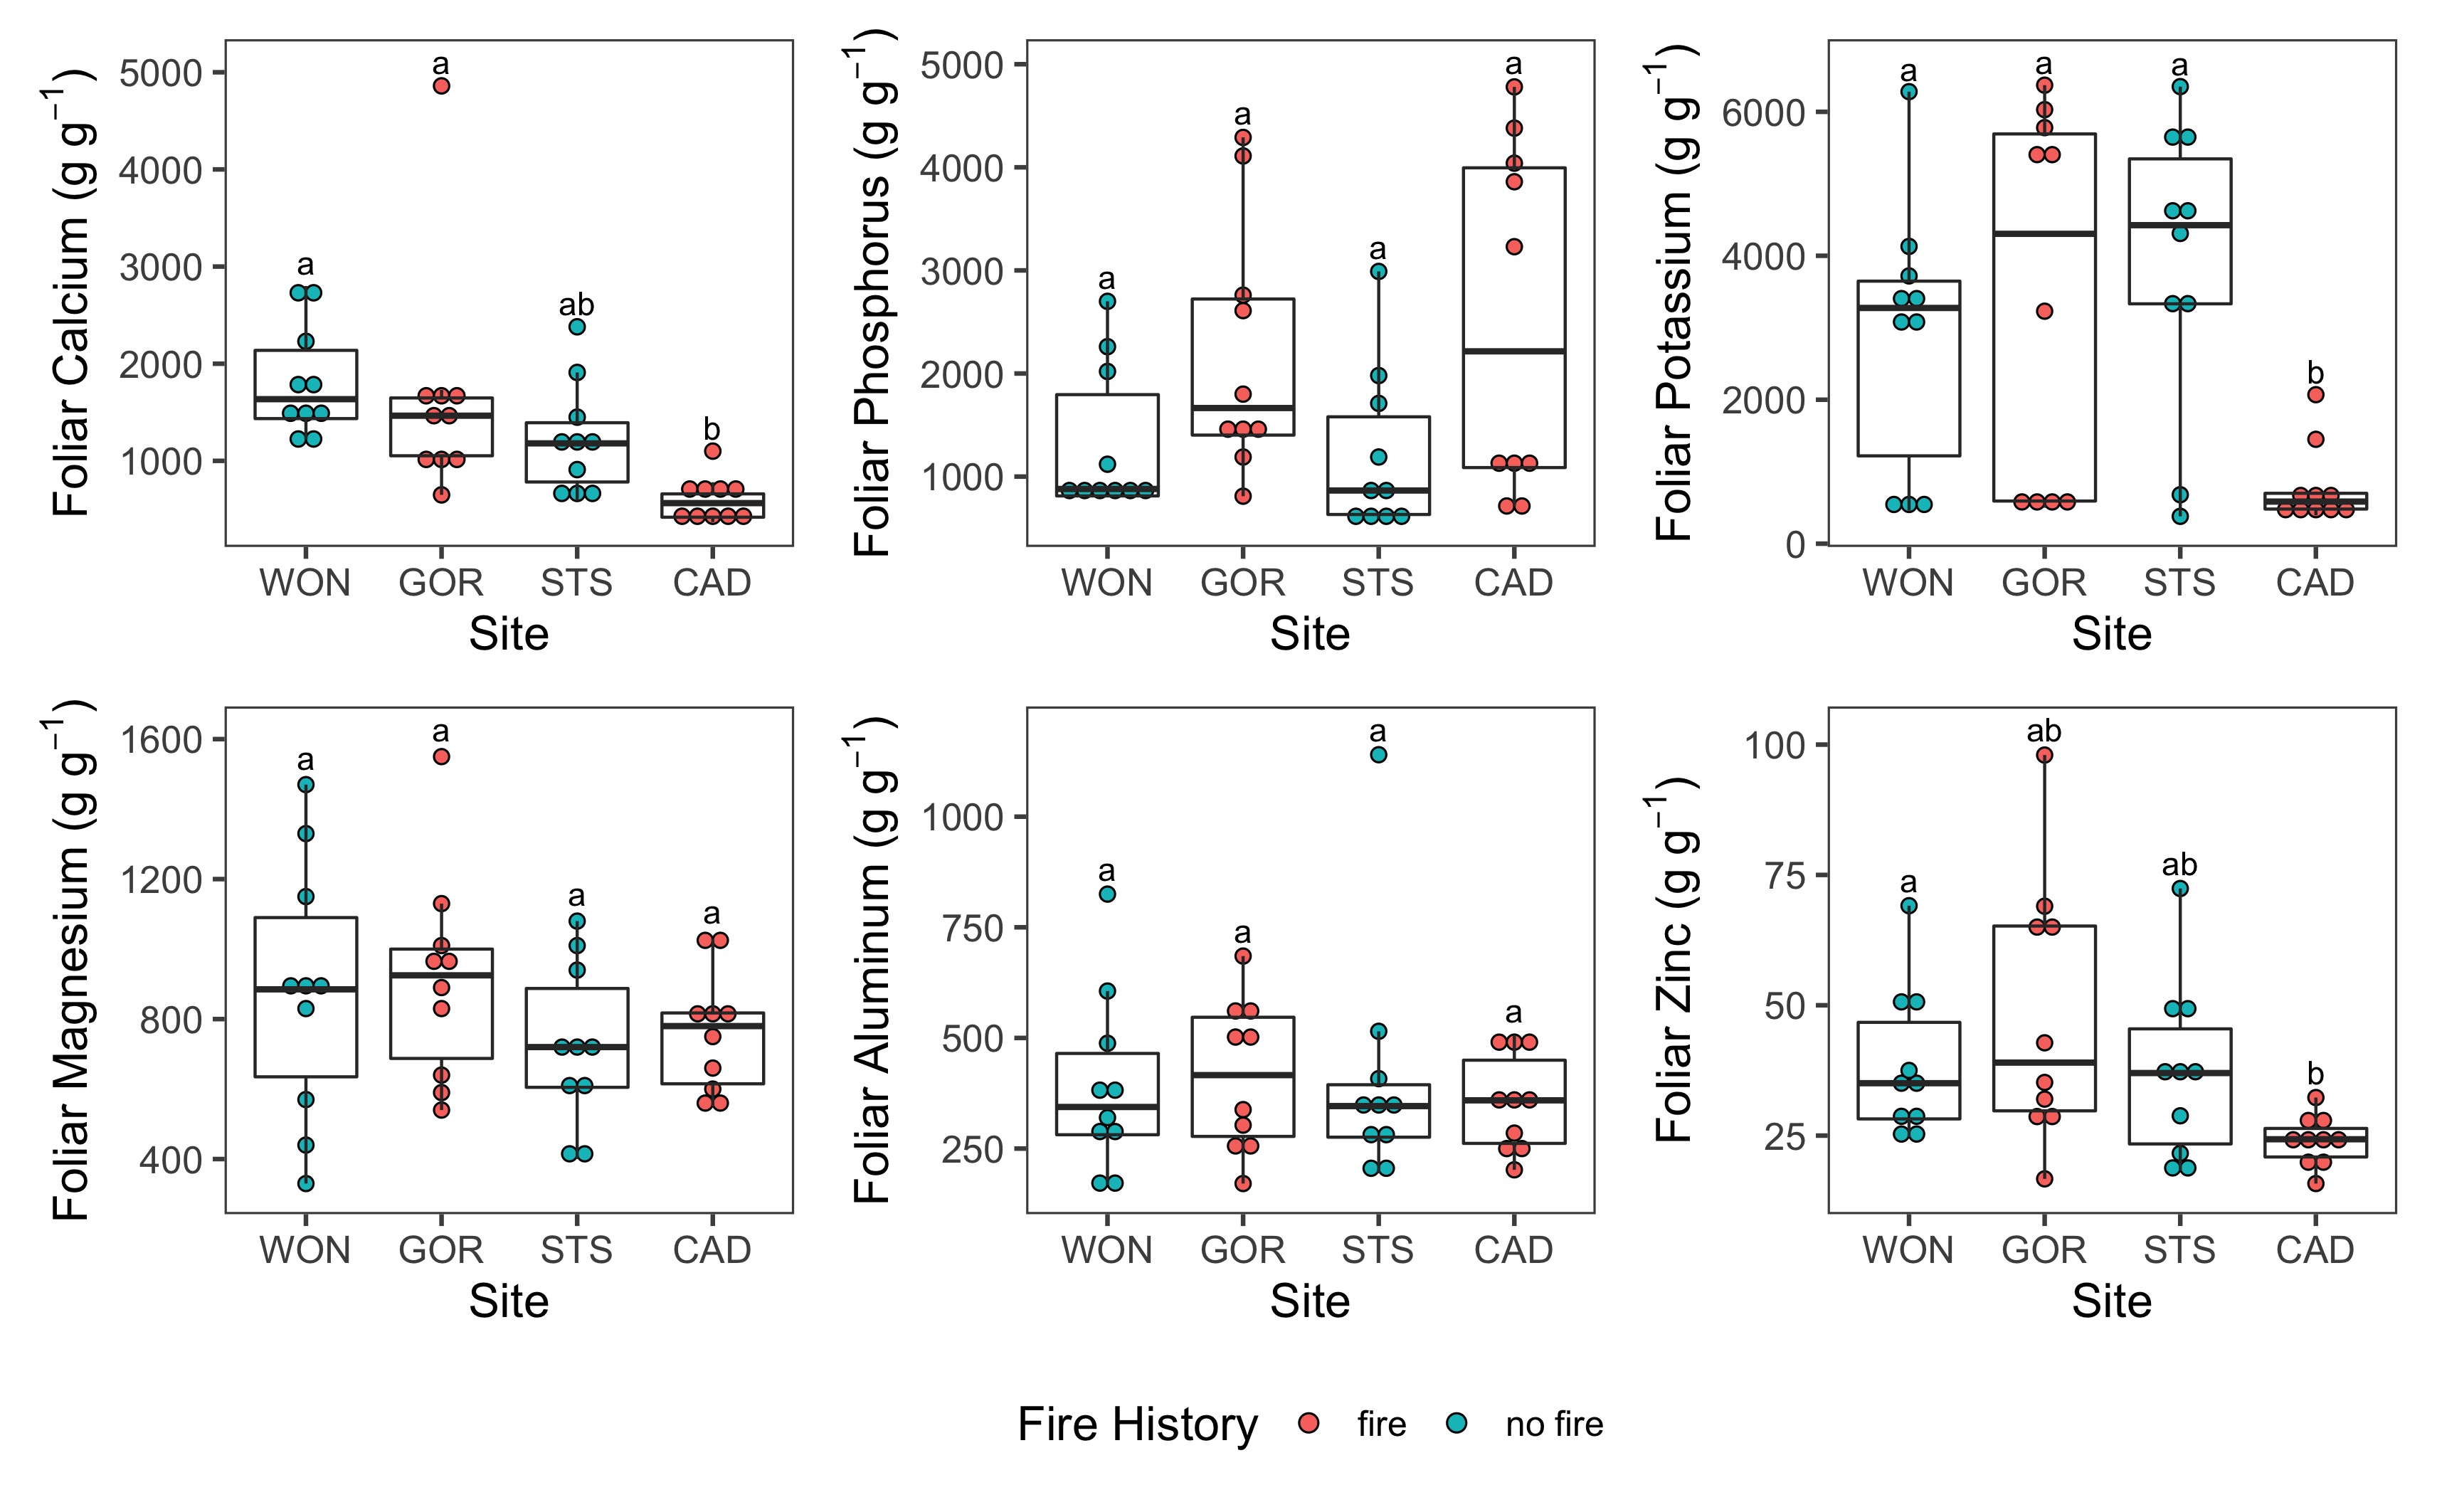 Foliar Calcium (g g⁻¹)
5000
4000
3000
2000
1000
a
a
ab
b
WON GOR STS CAD
Site
Foliar Phosphorus (g g⁻¹)
5000
4000
3000
2000
1000
a
a
a
a
WON GOR STS CAD
Site
Foliar Potassium (g g⁻¹)
6000
4000
2000
0
a
a
a
b
WON GOR STS CAD
Site
Foliar Magnesium (g g⁻¹)
1600
1200
800
400
a
a
a
a
WON GOR STS CAD
Site
Foliar Aluminum (g g⁻¹)
1000
750
500
250
a
a
a
a
WON GOR STS CAD
Site
Foliar Zinc (g g⁻¹)
100
75
50
25
a
ab
ab
b
WON GOR STS CAD
Site
Fire History fire no fire